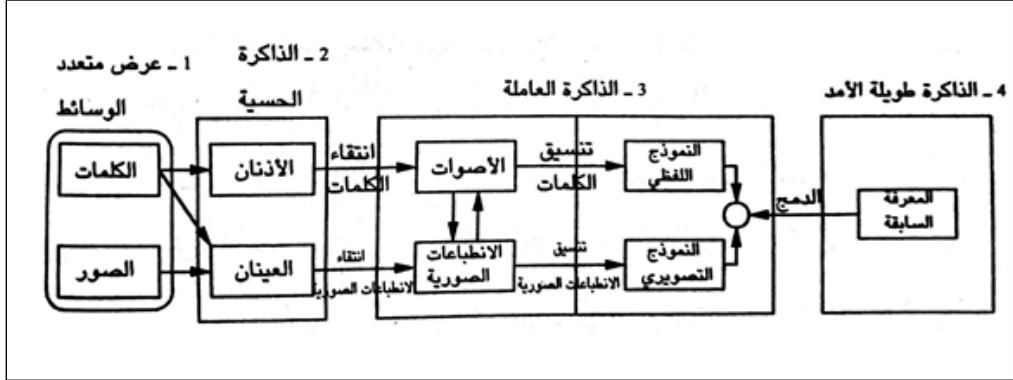 1 ـ عرض متعدد
الوسائط
2 ـ الذاكرة
الحسية
3 ـ الذاكرة العاملة
4 ـ الذاكرة طويلة الأمد
الكلمات
الصور
الأذنان
العينان
انتقاء
الكلمات
انتقاء
الانطباعات الصورية
الأصوات
الانطباعات
الصورية
تنسيق
الكلمات
تنسيق
الانطباعات الصورية
النموذج
اللفظي
النموذج
التصويري
الدمج
المعرفة
السابقة